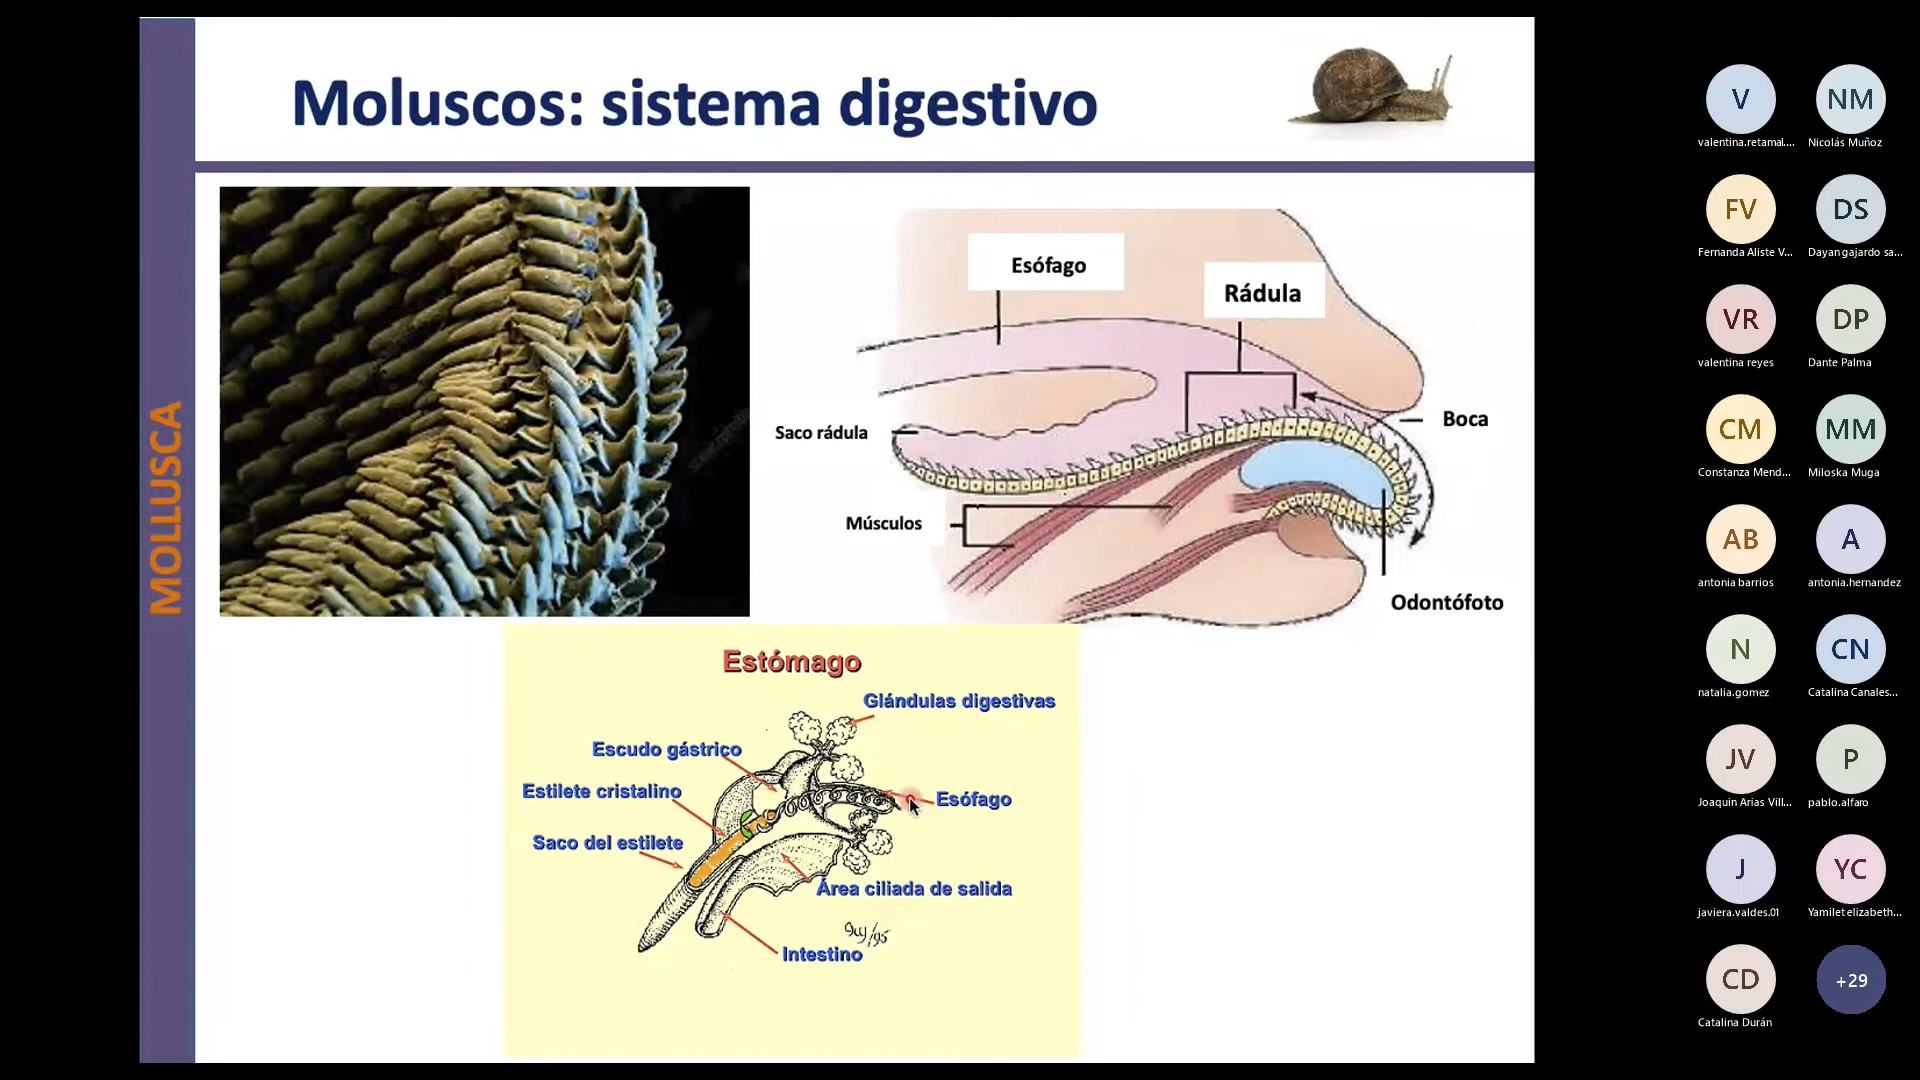 Moluscos: sistema digestivo
MOLLUSCA
Esófago
Rádula
Boca
Saco rádula
Músculos
Odontófoto
Estómago
Glándulas digestivas
Escudo gástrico
Estilete cristalino
Esófago
Saco del estilete
Área ciliada de salida
Intestino
V
valentina.retamal....
NM
Nicolás Muñoz
FV
Fernanda Aliste V...
DS
Dayan gajardo sa...
VR
valentina reyes
DP
Dante Palma
CM
Constanza Mend...
MM
Miloska Muga
AB
antonia barrios
A
antonia.hernandez
N
natalia.gomez
CN
Catalina Canales...
JV
Joaquin Arias Vill...
P
pablo.alfaro
J
javiera.valdes.01
YC
Yamilet elizabeth...
CD
Catalina Durán
+29